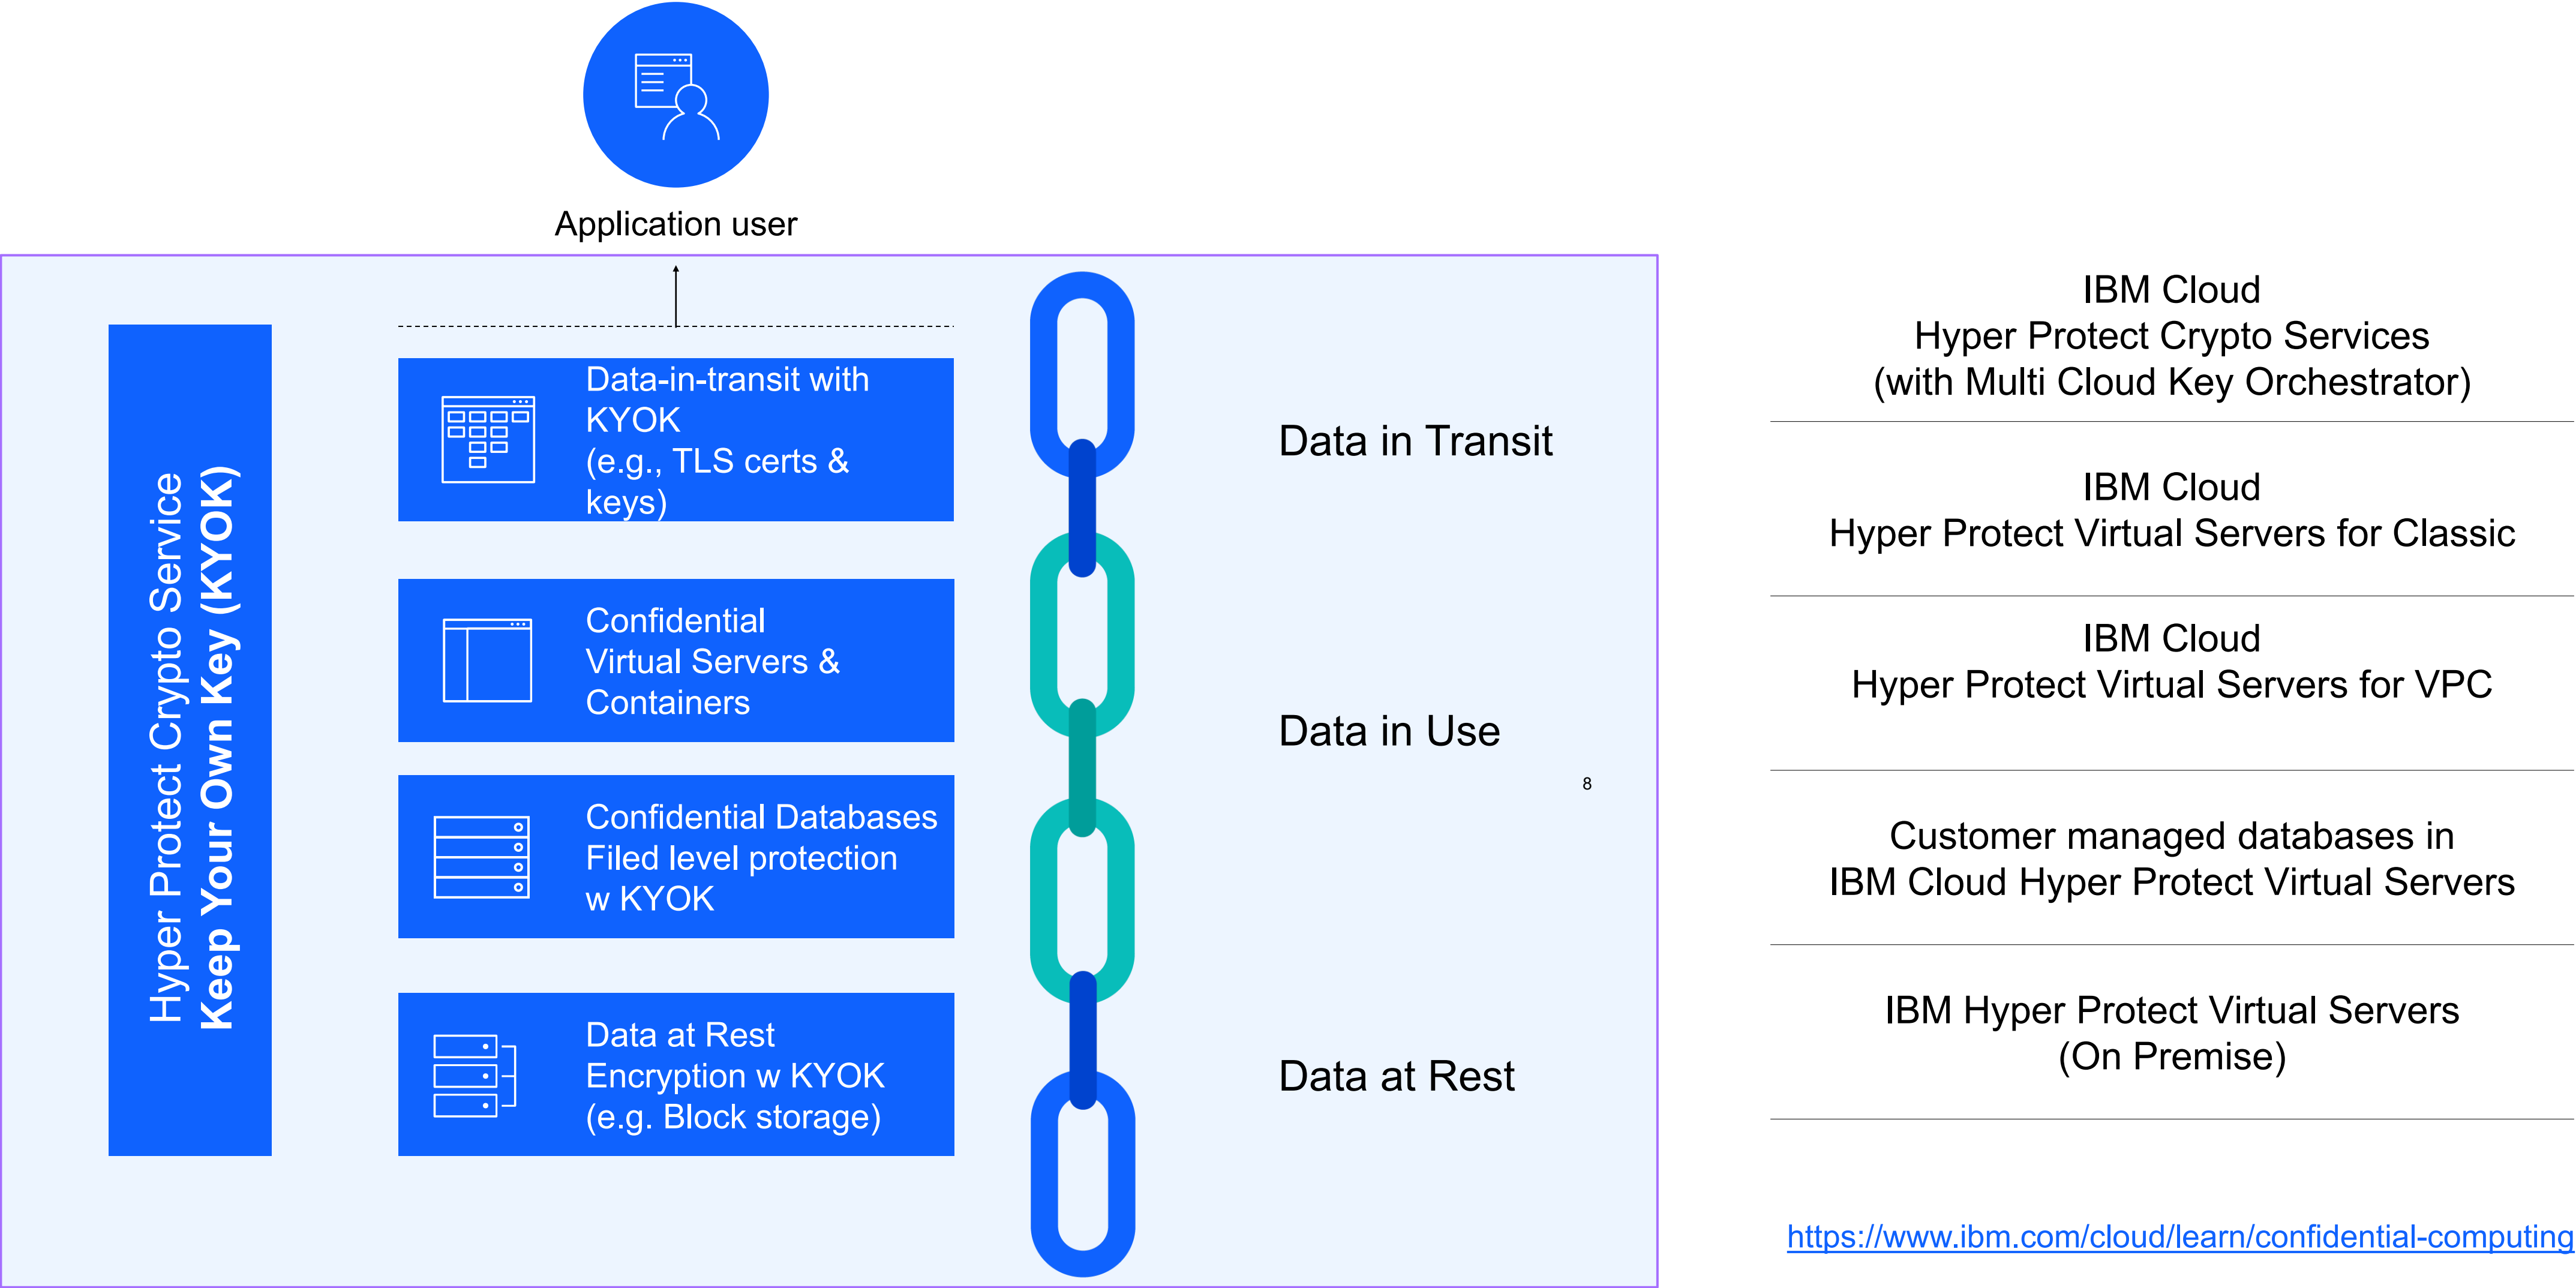 Application user
Hyper Protect Crypto Service
Keep Your Own Key (KYOK)
Data-in-transit with
KYOK
(e.g., TLS certs &
keys)
Confidential
Virtual Servers &
Containers
Confidential Databases
Filed level protection
w KYOK
Data at Rest
Encryption w KYOK
(e.g. Block storage)
Data in Transit
Data in Use
8
Data at Rest
IBM Cloud
Hyper Protect Crypto Services
(with Multi Cloud Key Orchestrator)
IBM Cloud
Hyper Protect Virtual Servers for Classic
IBM Cloud
Hyper Protect Virtual Servers for VPC
Customer managed databases in
IBM Cloud Hyper Protect Virtual Servers
IBM Hyper Protect Virtual Servers
(On Premise)
https://www.ibm.com/cloud/learn/confidential-computing